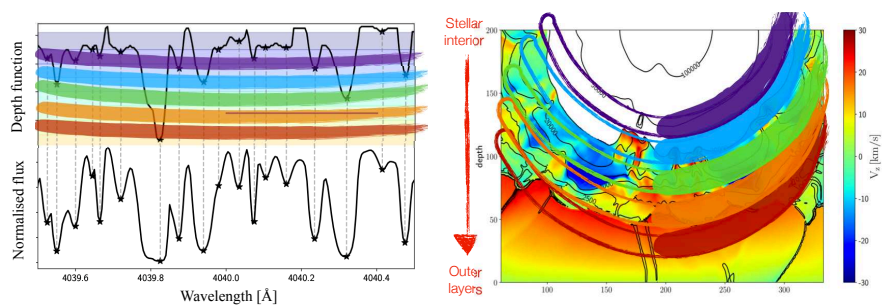 Depth function
Normalised flux
4039.6
4039.8
4040.0
4040.2
4040.4
Wavelength [Å]
Stellar
interior
Outer
layers
200
150
100
50
0
depth
100
150
200
250
300
100000
30
20
10
0
−10
−20
−30
V_z [km/s]